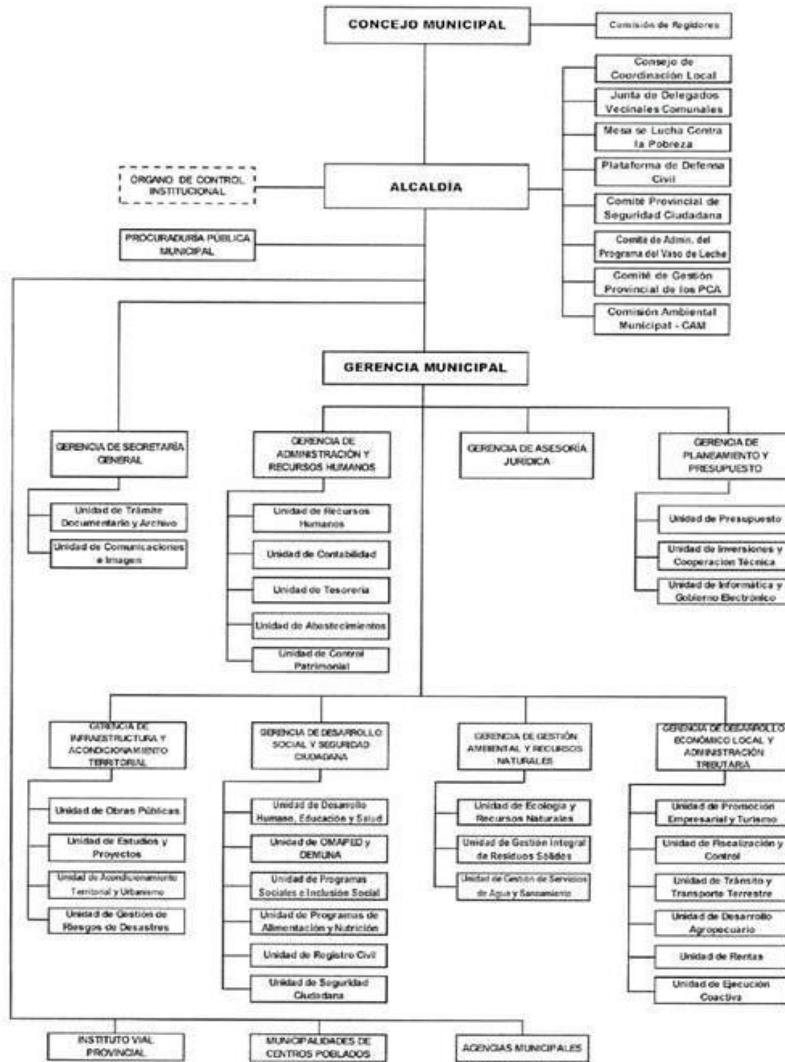 CONCEJO MUNICIPAL
Comisión de Regidores
Consejo de
Coordinación Local
Junta de Delegados
Vecinales Comunales
Mesa se Lucha Contra
la Pobreza
Plataforma de Defensa
Civil
Comité Provincial de
Seguridad Ciudadana
Comité de Admin. del
Programa del Vaso de Leche
Comité de Gestión
Provincial de los PCA
Comisión Ambiental
Municipal - CAM
ORGANO DE CONTROL
INSTITUCIONAL
ALCALDÍA
PROCURADURÍA PÚBLICA
MUNICIPAL
GERENCIA MUNICIPAL
GERENCIA DE SECRETARÍA
GENERAL
Unidad de Trámite
Documentario y Archivo
Unidad de Comunicaciones
e Imagen
GERENCIA DE
ADMINISTRACIÓN Y
RECURSOS HUMANOS
Unidad de Recursos
Humanos
Unidad de Contabilidad
Unidad de Tesorería
Unidad de Abastecimientos
Unidad de Control
Patrimonial
GERENCIA DE ASESORÍA
JURÍDICA
GERENCIA DE
PLANEAMIENTO Y
PRESUPUESTO
Unidad de Presupuesto
Unidad de Inversiones y
Cooperación Técnica
Unidad de Informática y
Gobierno Electrónico
GERENCIA DE
INFRAESTRUCTURA Y
ACONDICIONAMIENTO
TERRITORIAL
Unidad de Obras Públicas
Unidad de Estudios y
Proyectos
Unidad de Acondicionamiento
Territorial y Urbanismo
Unidad de Gestión de
Riesgos de Desastres
GERENCIA DE DESARROLLO
SOCIAL Y SEGURIDAD
CIUDADANA
Unidad de Desarrollo
Humano, Educación y Salud
Unidad de OMAPED y
DEMUNA
Unidad de Programas
Sociales e Inclusión Social
Unidad de Programas de
Alimentación y Nutrición
Unidad de Registro Civil
Unidad de Seguridad
Ciudadana
GERENCIA DE GESTIÓN
AMBIENTAL Y RECURSOS
NATURALES
Unidad de Ecología y
Recursos Naturales
Unidad de Gestión Integral
de Residuos Sólidos
Unidad de Gestión de Servicios
de Agua y Saneamiento
GERENCIA DE DESARROLLO
ECONÓMICO LOCAL Y
ADMINISTRACIÓN
TRIBUTARIA
Unidad de Promoción
Empresarial y Turismo
Unidad de Fiscalización y
Control
Unidad de Tránsito y
Transporte Terrestre
Unidad de Desarrollo
Agropecuario
Unidad de Rentas
Unidad de Ejecución
Coactiva
INSTITUTO VIAL
PROVINCIAL
MUNICIPALIDADES DE
CENTROS POBLADOS
AGENCIAS MUNICIPALES